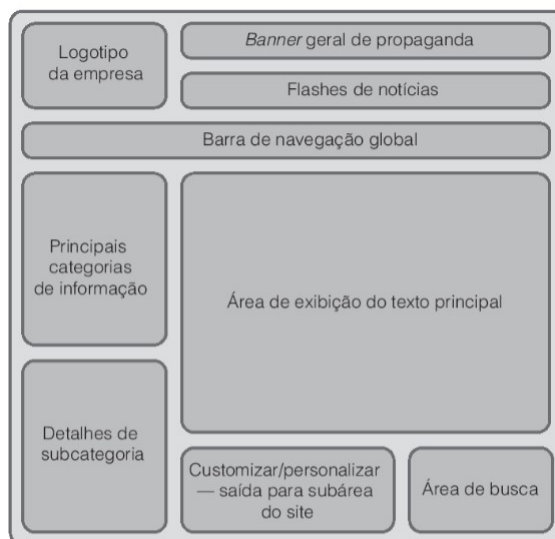 Logotipo
da empresa
Banner geral de propaganda
Flashes de notícias
Barra de navegação global
Principais
categorias
de informação
Área de exibição do texto principal
Detalhes de
subcategoria
Customizar/personalizar
— saída para subárea
do site
Área de busca